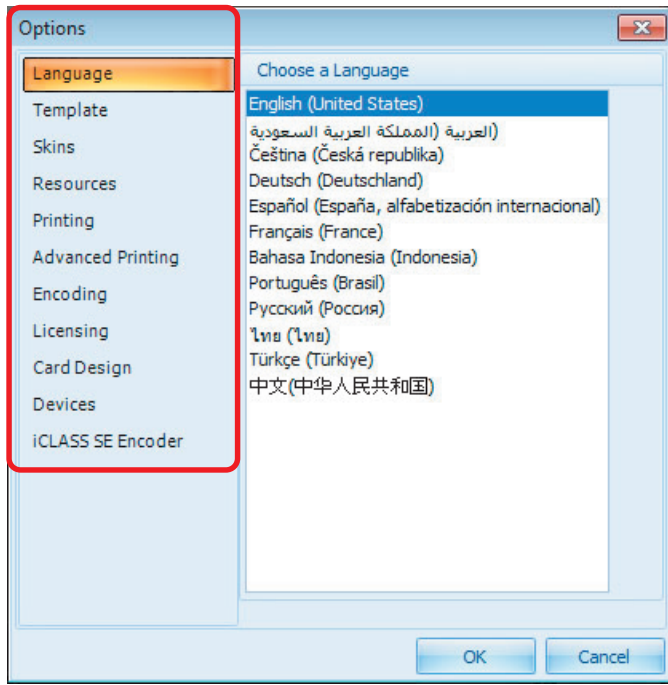 Options
Language
Template
Skins
Resources
Printing
Advanced Printing
Encoding
Licensing
Card Design
Devices
iCLASS SE Encoder
Choose a Language
English (United States)
العربية (المملكة العربية السعودية)
Čeština (Česká republika)
Deutsch (Deutschland)
Español (España, alfabetización internacional)
Français (France)
Bahasa Indonesia (Indonesia)
Português (Brasil)
Русский (Россия)
ไทย (ไทย)
Türkçe (Türkiye)
中文(中华人民共和国)
OK
Cancel